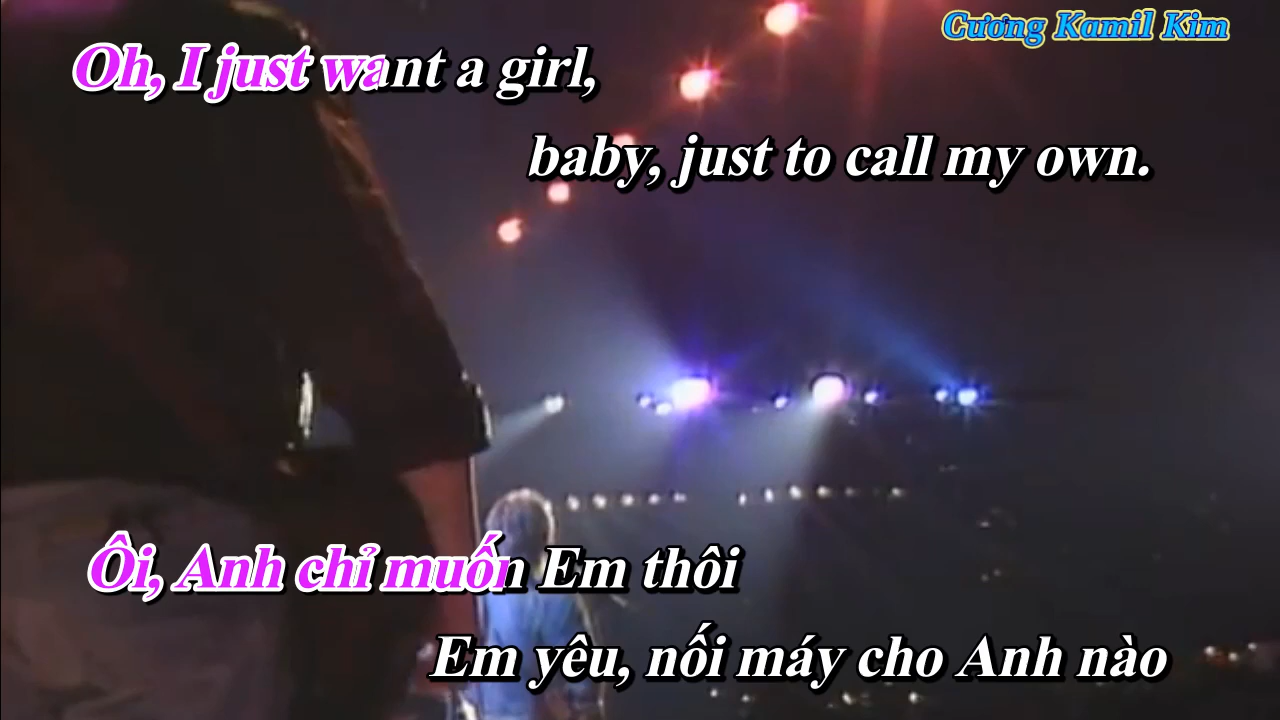 Cương Kamil Kim
Oh, I just want a girl,
baby, just to call my own.
Ôi, Anh chỉ muốn Em thôi
Em yêu, nối máy cho Anh nào